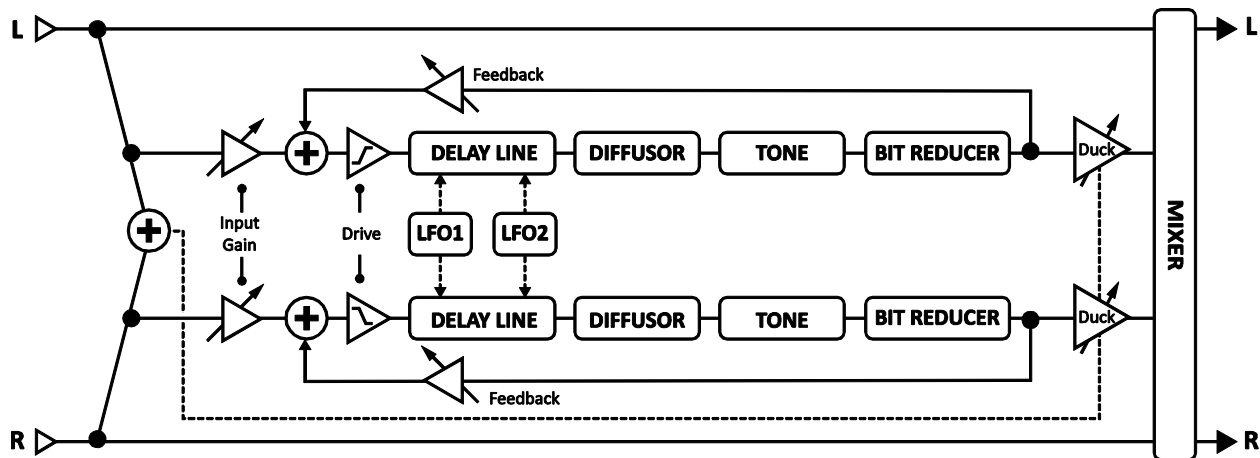 L
L
Feedback
DELAY LINE
DIFFUSOR
TONE
BIT REDUCER
Duck
Input
Gain
Drive
LFO1
LFO2
MIXER
DELAY LINE
DIFFUSOR
TONE
BIT REDUCER
Duck
Feedback
R
R